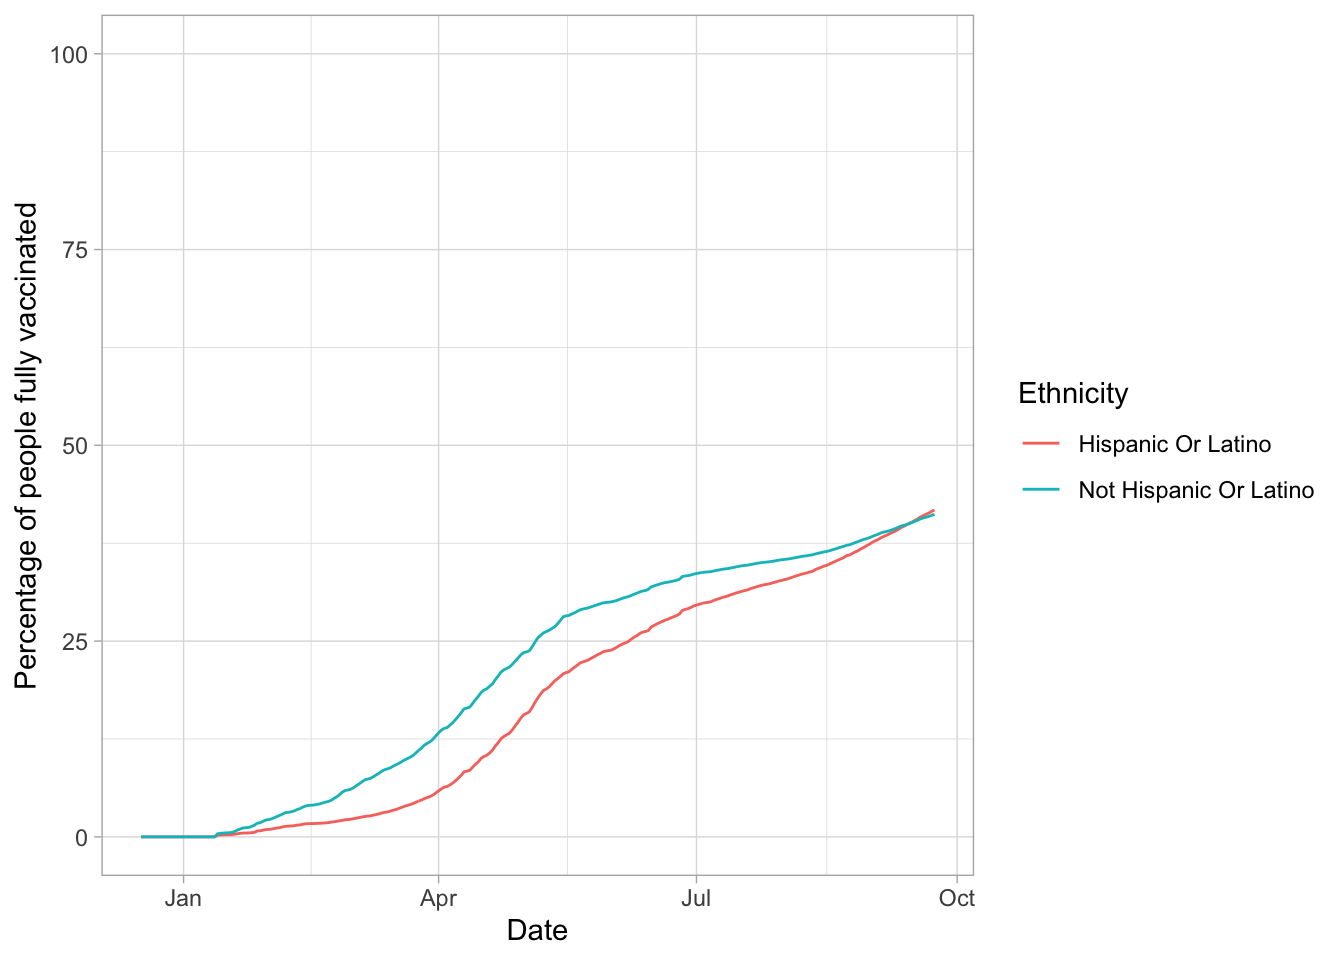 100
75
50
25
0
Percentage of people fully vaccinated
Jan
Apr
Jul
Oct
Date
Ethnicity
Hispanic Or Latino
Not Hispanic Or Latino